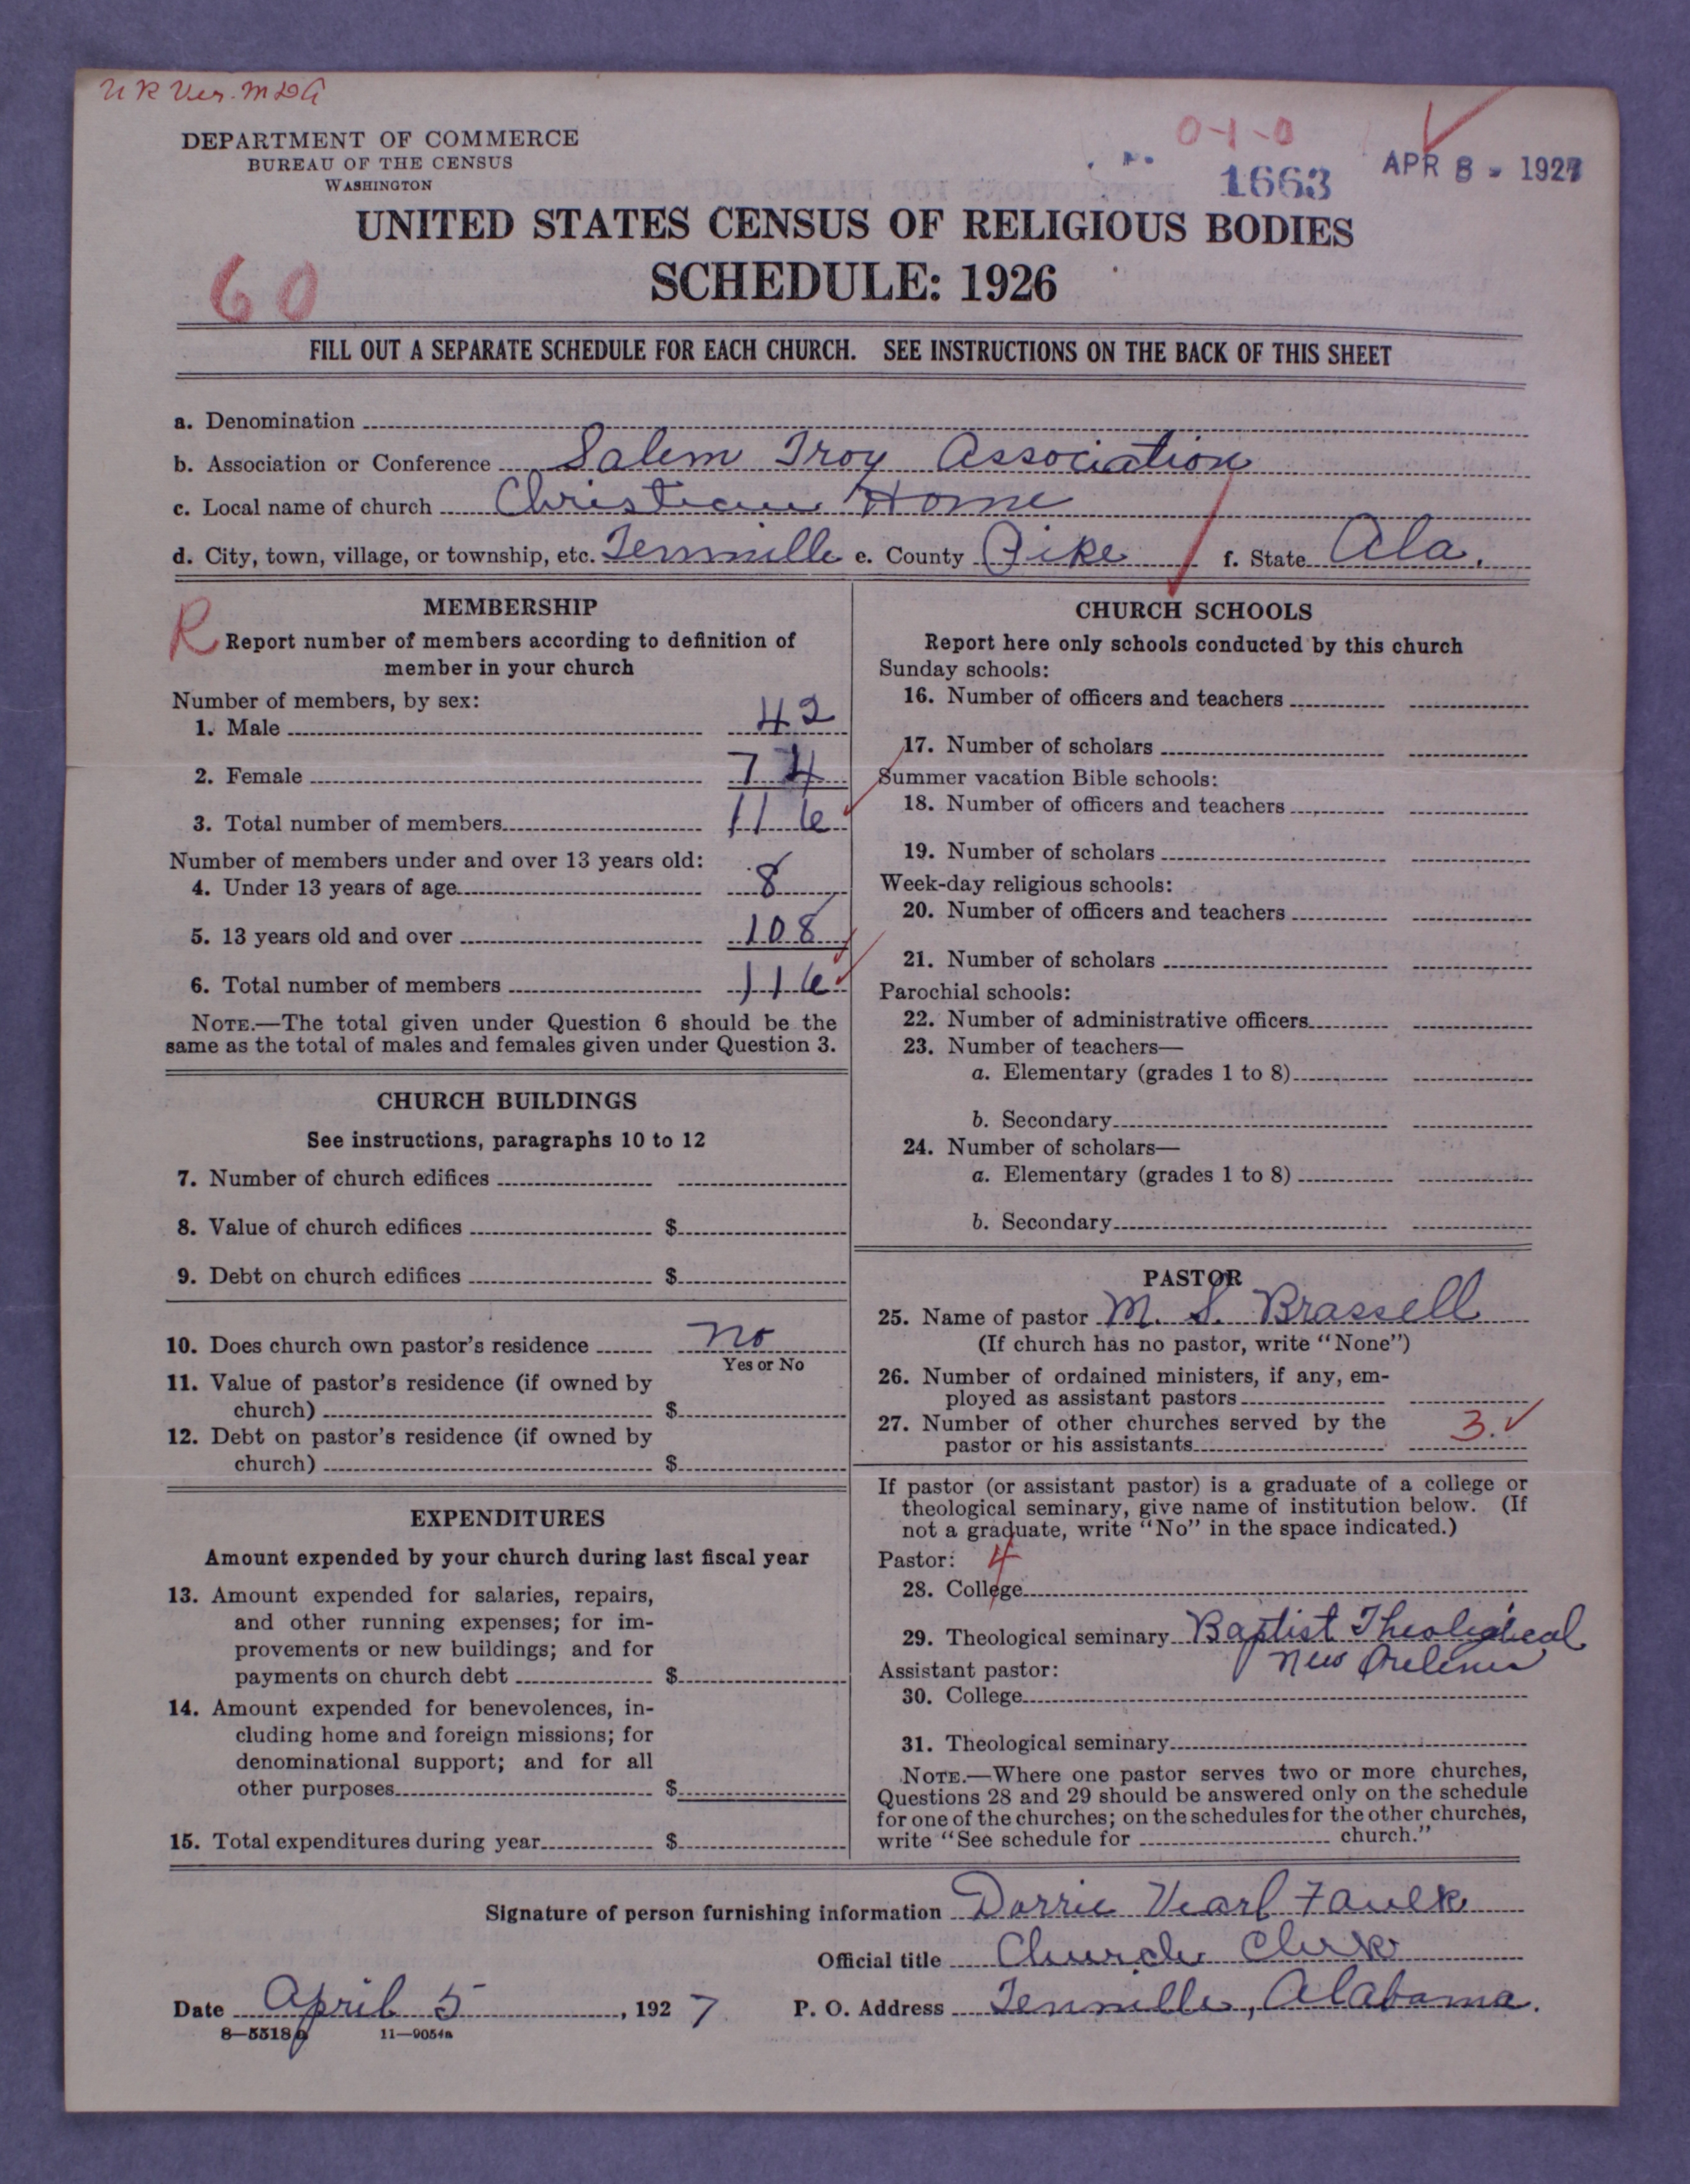 U R Ver. M D A
DEPARTMENT OF COMMERCE
BUREAU OF THE CENSUS
WASHINGTON
0-1-0
1663
APR 8 - 1927
UNITED STATES CENSUS OF RELIGIOUS BODIES
SCHEDULE: 1926
60
FILL OUT A SEPARATE SCHEDULE FOR EACH CHURCH. SEE INSTRUCTIONS ON THE BACK OF THIS SHEET
a. Denomination
b. Association or Conference Salem Troy Association
c. Local name of church Christian Home
d. City, town, village, or township, etc. Tennille e. County Pike f. State Ala.
R
MEMBERSHIP
Report number of members according to definition of
member in your church
Number of members, by sex:
1. Male 42
2. Female 74
3. Total number of members 116
Number of members under and over 13 years old:
4. Under 13 years of age 8
5. 13 years old and over 108
6. Total number of members 116
NOTE.—The total given under Question 6 should be the
same as the total of males and females given under Question 3.
CHURCH BUILDINGS
See instructions, paragraphs 10 to 12
7. Number of church edifices
8. Value of church edifices $
9. Debt on church edifices $
10. Does church own pastor's residence no
Yes or No
11. Value of pastor's residence (if owned by
church) $
12. Debt on pastor's residence (if owned by
church) $
EXPENDITURES
Amount expended by your church during last fiscal year
13. Amount expended for salaries, repairs,
and other running expenses; for im-
provements or new buildings; and for
payments on church debt $
14. Amount expended for benevolences, in-
cluding home and foreign missions; for
denominational support; and for all
other purposes $
15. Total expenditures during year $
CHURCH SCHOOLS
Report here only schools conducted by this church
Sunday schools:
16. Number of officers and teachers
17. Number of scholars
Summer vacation Bible schools:
18. Number of officers and teachers
19. Number of scholars
Week-day religious schools:
20. Number of officers and teachers
21. Number of scholars
Parochial schools:
22. Number of administrative officers
23. Number of teachers—
a. Elementary (grades 1 to 8)
b. Secondary
24. Number of scholars—
a. Elementary (grades 1 to 8)
b. Secondary
PASTOR
25. Name of pastor M. S. Brassell
(If church has no pastor, write "None")
26. Number of ordained ministers, if any, em-
ployed as assistant pastors
27. Number of other churches served by the
pastor or his assistants 3.
If pastor (or assistant pastor) is a graduate of a college or
theological seminary, give name of institution below. (If
not a graduate, write "No" in the space indicated.)
Pastor: 4
28. College
29. Theological seminary Baptist Theological
New Orleans
Assistant pastor:
30. College
31. Theological seminary
NOTE.—Where one pastor serves two or more churches,
Questions 28 and 29 should be answered only on the schedule
for one of the churches; on the schedules for the other churches,
write "See schedule for church."
Signature of person furnishing information Dorrie Vearl Faulk
Official title Church Clerk
Date April 5, 1927 P. O. Address Tennille, Alabama.
8—5518a 11—9054a